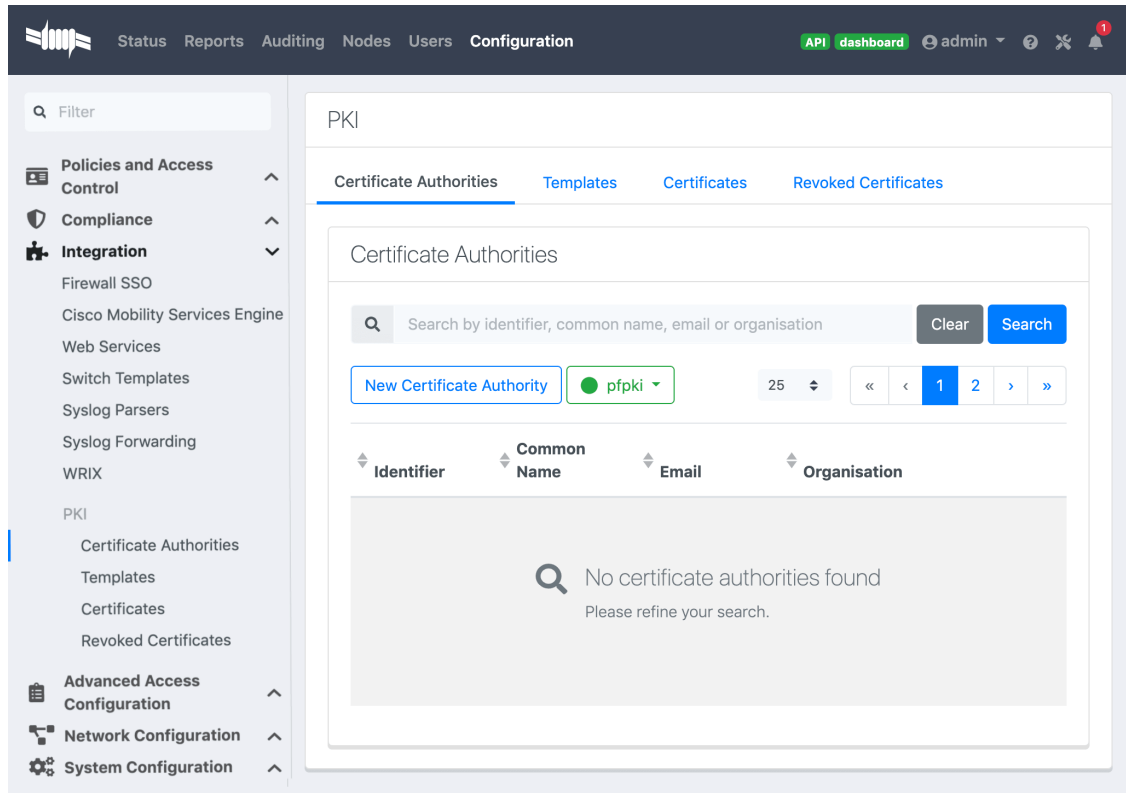 Status Reports Auditing Nodes Users Configuration API dashboard admin 1
Filter
Policies and Access
Control
Compliance
Integration
Firewall SSO
Cisco Mobility Services Engine
Web Services
Switch Templates
Syslog Parsers
Syslog Forwarding
WRIX
PKI
Certificate Authorities
Templates
Certificates
Revoked Certificates
Advanced Access
Configuration
Network Configuration
System Configuration
PKI
Certificate Authorities Templates Certificates Revoked Certificates
Certificate Authorities
Search by identifier, common name, email or organisation Clear Search
New Certificate Authority pfpki 25 « ‹ 1 2 › »
Identifier Common Name Email Organisation
No certificate authorities found
Please refine your search.